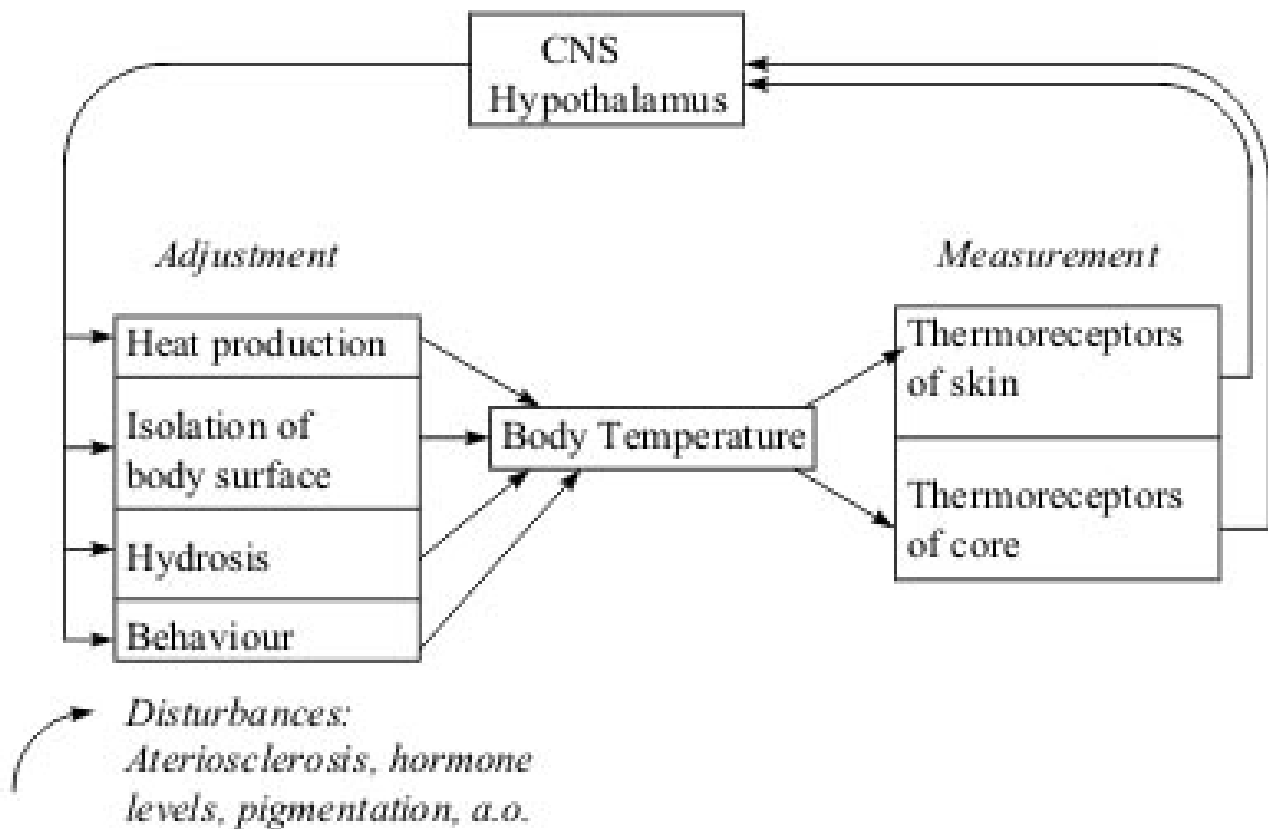 CNS
Hypothalamus
Adjustment
Measurement
Heat production
Isolation of
body surface
Hydrosis
Behaviour
Body Temperature
Thermoreceptors
of skin
Thermoreceptors
of core
Disturbances:
Ateriosclerosis, hormone
levels, pigmentation, a.o.